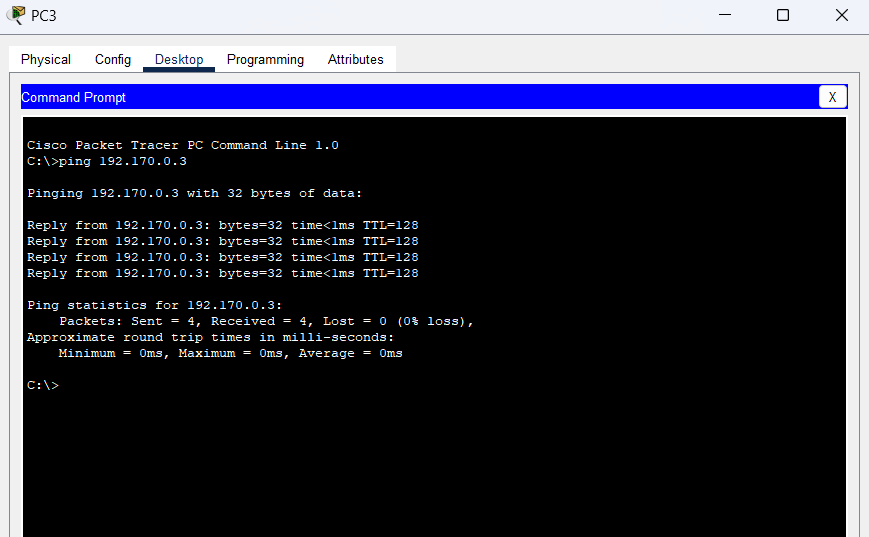 PC3
Physical Config Desktop Programming Attributes
Command Prompt X
Cisco Packet Tracer PC Command Line 1.0
C:\>ping 192.170.0.3
Pinging 192.170.0.3 with 32 bytes of data:
Reply from 192.170.0.3: bytes=32 time<1ms TTL=128
Reply from 192.170.0.3: bytes=32 time<1ms TTL=128
Reply from 192.170.0.3: bytes=32 time<1ms TTL=128
Reply from 192.170.0.3: bytes=32 time<1ms TTL=128
Ping statistics for 192.170.0.3:
    Packets: Sent = 4, Received = 4, Lost = 0 (0% loss),
Approximate round trip times in milli-seconds:
    Minimum = 0ms, Maximum = 0ms, Average = 0ms
C:\>